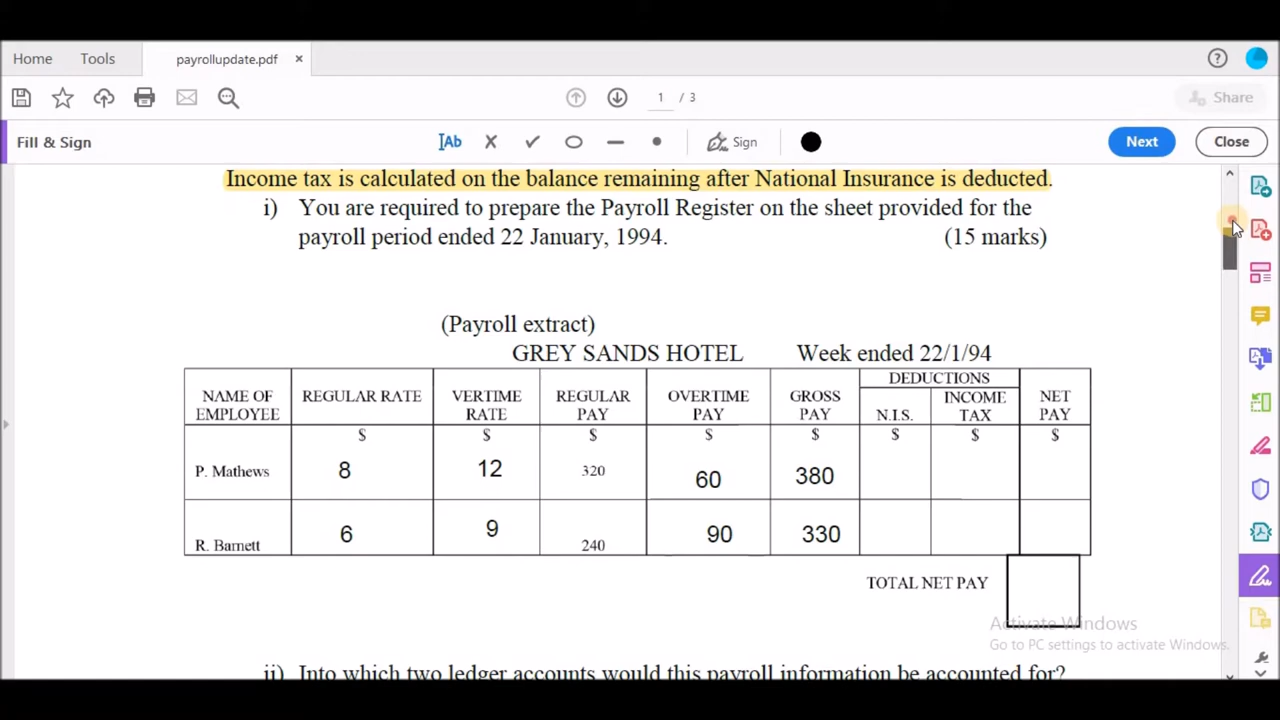 Home Tools payrollupdate.pdf ×
1 / 3 Share
Fill & Sign Ab Sign Next Close
Income tax is calculated on the balance remaining after National Insurance is deducted.
i) You are required to prepare the Payroll Register on the sheet provided for the
payroll period ended 22 January, 1994. (15 marks)
(Payroll extract)
GREY SANDS HOTEL Week ended 22/1/94
DEDUCTIONS
NAME OF EMPLOYEE REGULAR RATE VERTIME RATE REGULAR PAY OVERTIME PAY GROSS PAY N.I.S. INCOME TAX NET PAY
$ $ $ $ $ $ $ $
P. Mathews 8 12 320 60 380
R. Barnett 6 9 240 90 330
TOTAL NET PAY
Activate Windows
Go to PC settings to activate Windows.
ii) Into which two ledger accounts would this payroll information be accounted for?